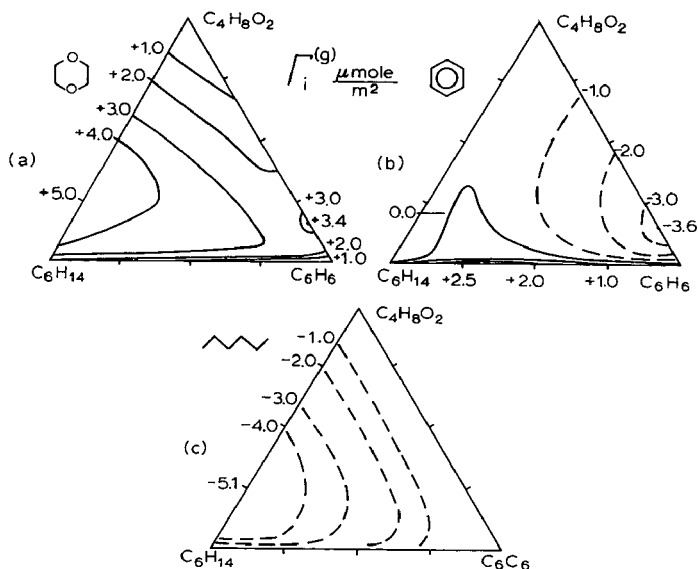 C4H8O2
+1.0
+2.0
+3.0
+4.0
(a)
+5.0
+3.0
+3.4
+2.0
+1.0
C6H14
C6H6
O
O
Γi(g) μmole/m2
C4H8O2
-1.0
-2.0
(b)
-3.0
0.0
-3.6
C6H14
+2.5
+2.0
+1.0
C6H6
C4H8O2
-1.0
-2.0
-3.0
-4.0
(c)
-5.1
C6H14
C6C6